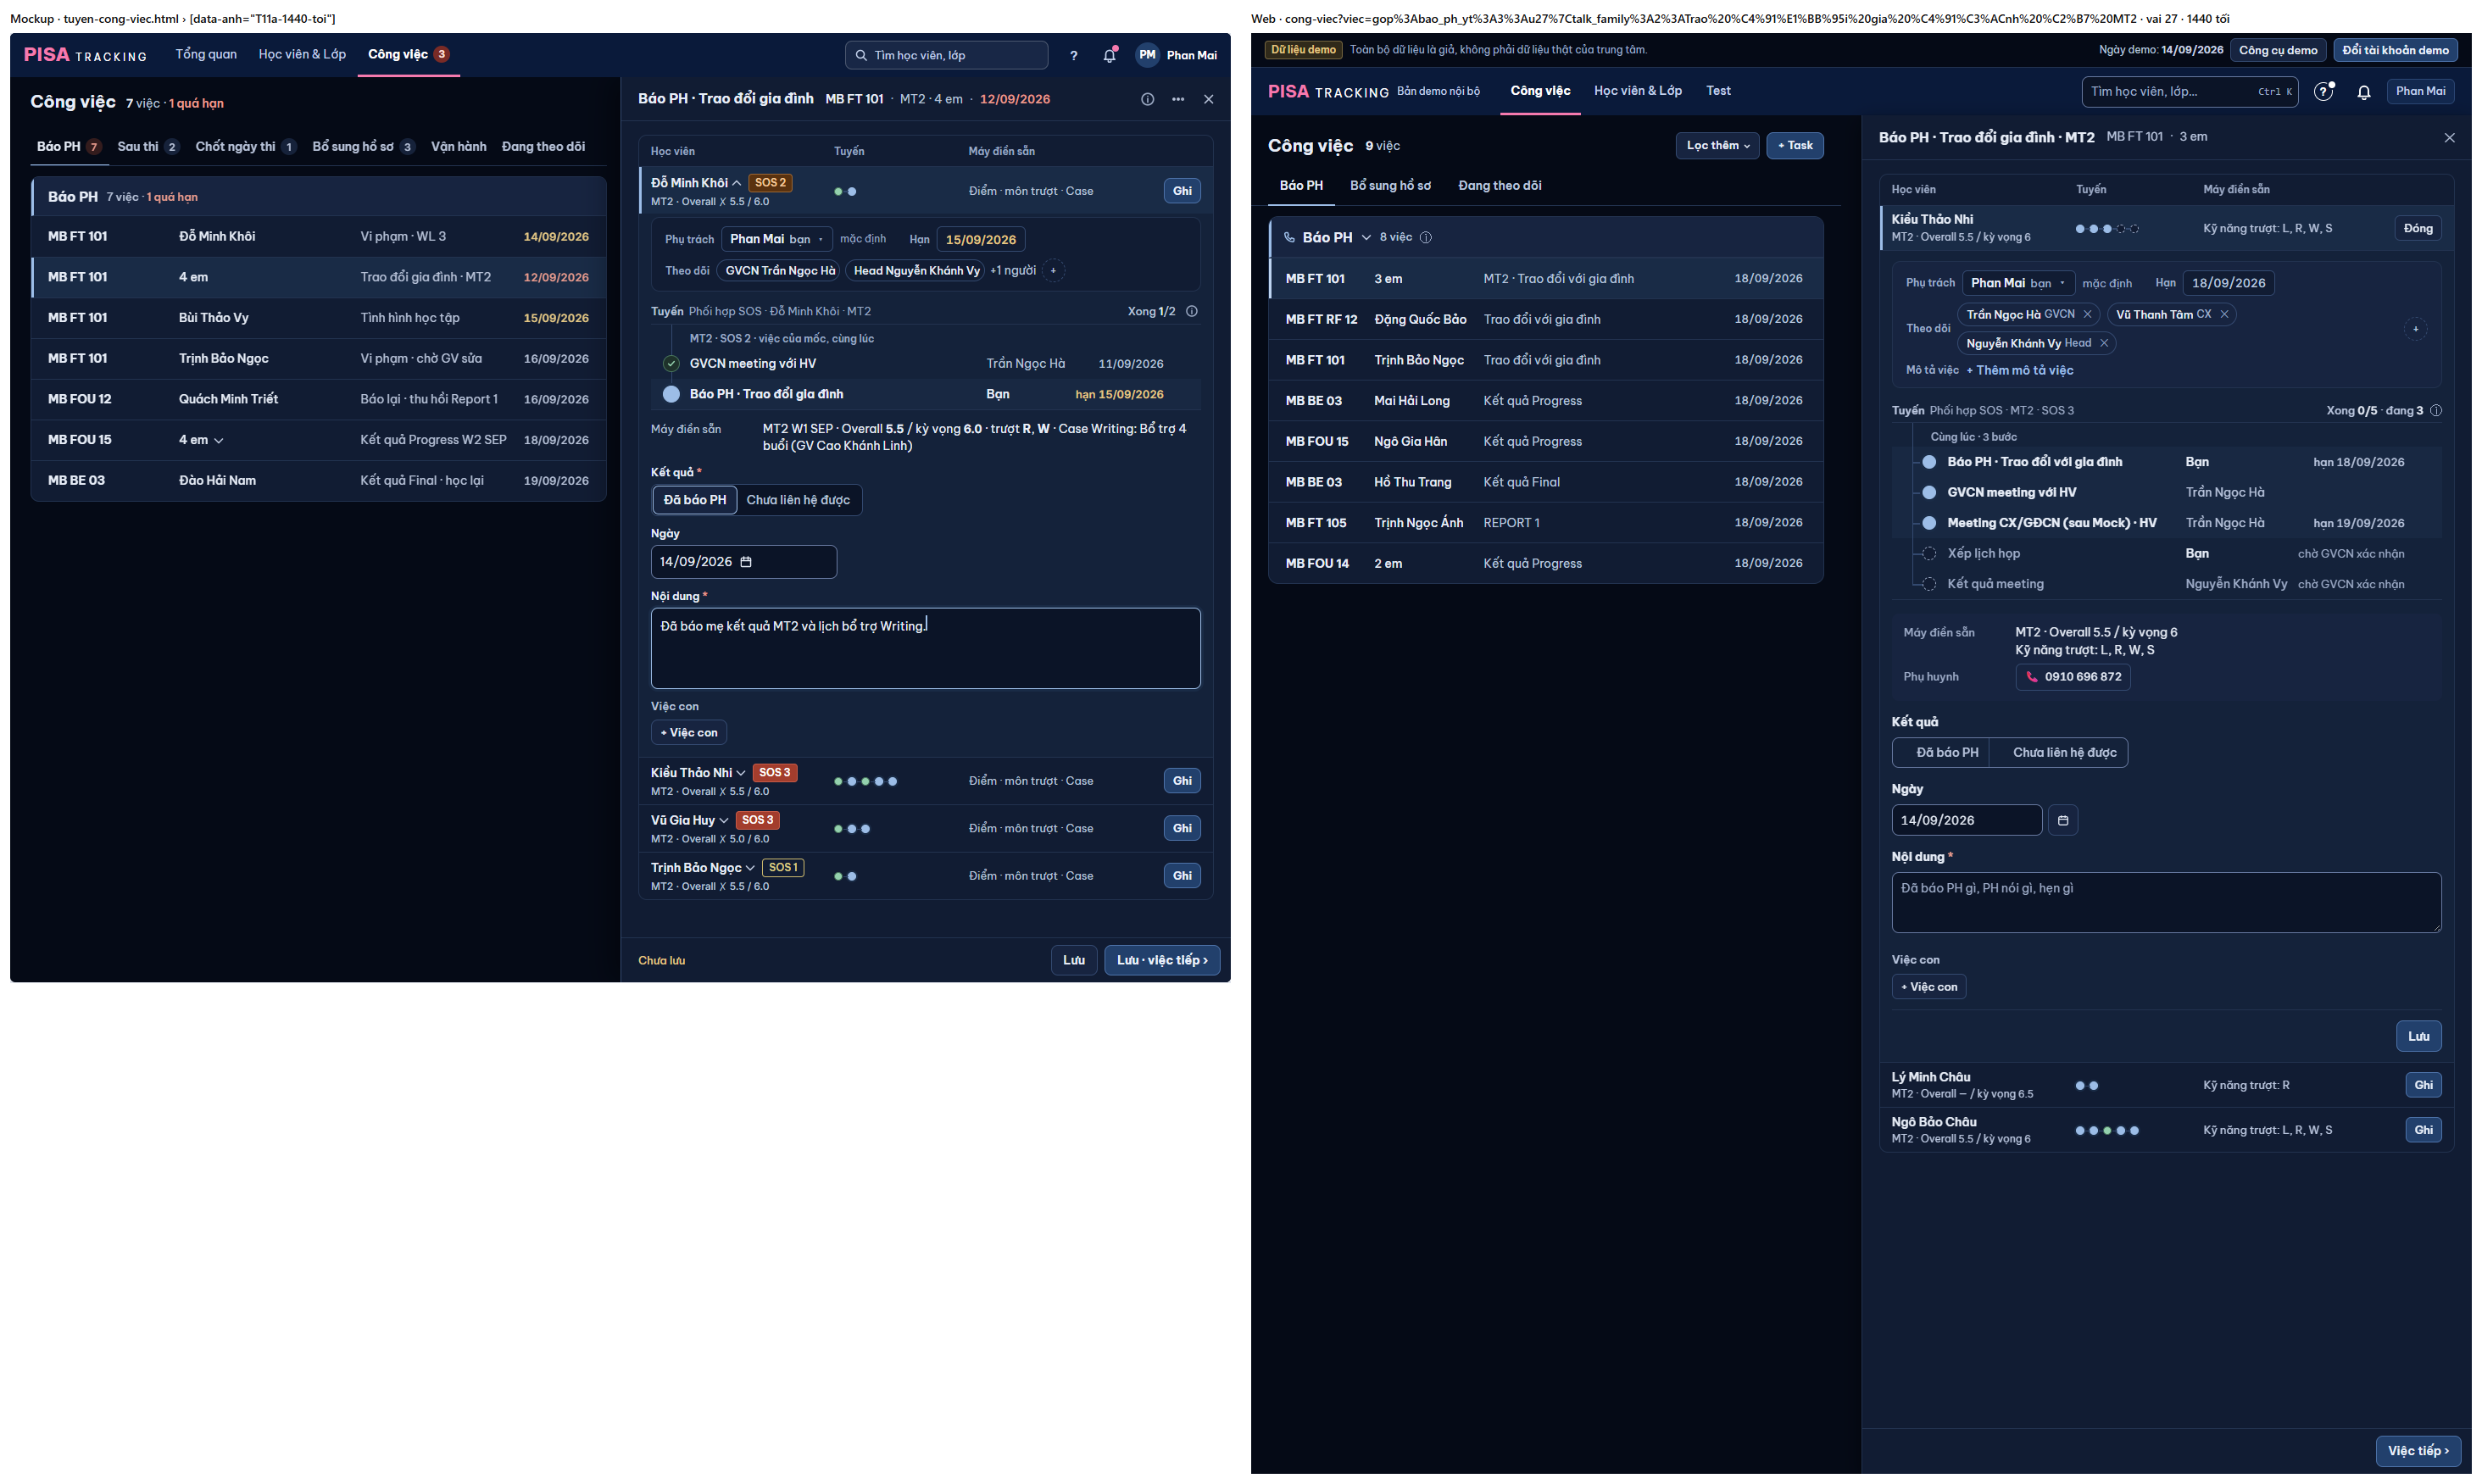 Mockup · tuyen-cong-viec.html › [data-anh="T11a-1440-toi"]
PISA TRACKING Tổng quan Học viên & Lớp Công việc 3 Tìm học viên, lớp ? PM Phan Mai
Công việc 7 việc · 1 quá hạn
Báo PH 7 Sau thi 2 Chốt ngày thi 1 Bổ sung hồ sơ 3 Vận hành Đang theo dõi
Báo PH 7 việc · 1 quá hạn
MB FT 101 Đỗ Minh Khôi Vi phạm · WL 3 14/09/2026
MB FT 101 4 em Trao đổi gia đình · MT2 12/09/2026
MB FT 101 Bùi Thảo Vy Tình hình học tập 15/09/2026
MB FT 101 Trịnh Bảo Ngọc Vi phạm · chờ GV sửa 16/09/2026
MB FOU 12 Quách Minh Triết Báo lại · thu hồi Report 1 16/09/2026
MB FOU 15 4 em Kết quả Progress W2 SEP 18/09/2026
MB BE 03 Đào Hải Nam Kết quả Final · học lại 19/09/2026
Báo PH · Trao đổi gia đình MB FT 101 · MT2 · 4 em · 12/09/2026
Học viên Tuyến Máy điền sẵn
Đỗ Minh Khôi SOS 2
MT2 · Overall ✗ 5.5 / 6.0
Điểm · môn trượt · Case Ghi
Phụ trách Phan Mai bạn mặc định Hạn 15/09/2026
Theo dõi GVCN Trần Ngọc Hà Head Nguyễn Khánh Vy +1 người +
Tuyến Phối hợp SOS · Đỗ Minh Khôi · MT2 Xong 1/2
MT2 · SOS 2 · việc của mốc, cùng lúc
GVCN meeting với HV Trần Ngọc Hà 11/09/2026
Báo PH · Trao đổi gia đình Bạn hạn 15/09/2026
Máy điền sẵn MT2 W1 SEP · Overall 5.5 / kỳ vọng 6.0 · trượt R, W · Case Writing: Bổ trợ 4
buổi (GV Cao Khánh Linh)
Kết quả *
Đã báo PH Chưa liên hệ được
Ngày
14/09/2026
Nội dung *
Đã báo mẹ kết quả MT2 và lịch bổ trợ Writing.
Việc con
+ Việc con
Kiều Thảo Nhi SOS 3
MT2 · Overall ✗ 5.5 / 6.0
Điểm · môn trượt · Case Ghi
Vũ Gia Huy SOS 3
MT2 · Overall ✗ 5.0 / 6.0
Điểm · môn trượt · Case Ghi
Trịnh Bảo Ngọc SOS 1
MT2 · Overall ✗ 5.5 / 6.0
Điểm · môn trượt · Case Ghi
Chưa lưu Lưu Lưu · việc tiếp ›
Web · cong-viec?viec=gop%3Abao_ph_yt%3A3%3Au27%7Ctalk_family%3A2%3ATrao%20%C4%91%E1%BB%95i%20gia%20%C4%91%C3%ACnh%20%C2%B7%20MT2 · vai 27 · 1440 tối
Dữ liệu demo Toàn bộ dữ liệu là giả, không phải dữ liệu thật của trung tâm. Ngày demo: 14/09/2026 Công cụ demo Đổi tài khoản demo
PISA TRACKING Bản demo nội bộ Công việc Học viên & Lớp Test Tìm học viên, lớp... Ctrl K ? Phan Mai
Công việc 9 việc Lọc thêm + Task
Báo PH Bổ sung hồ sơ Đang theo dõi
Báo PH 8 việc
MB FT 101 3 em MT2 · Trao đổi với gia đình 18/09/2026
MB FT RF 12 Đặng Quốc Bảo Trao đổi với gia đình 18/09/2026
MB FT 101 Trịnh Bảo Ngọc Trao đổi với gia đình 18/09/2026
MB BE 03 Mai Hải Long Kết quả Progress 18/09/2026
MB FOU 15 Ngô Gia Hân Kết quả Progress 18/09/2026
MB BE 03 Hồ Thu Trang Kết quả Final 18/09/2026
MB FT 105 Trịnh Ngọc Ánh REPORT 1 18/09/2026
MB FOU 14 2 em Kết quả Progress 18/09/2026
Báo PH · Trao đổi gia đình · MT2 MB FT 101 · 3 em
Học viên Tuyến Máy điền sẵn
Kiều Thảo Nhi
MT2 · Overall 5.5 / kỳ vọng 6
Kỹ năng trượt: L, R, W, S Đóng
Phụ trách Phan Mai bạn mặc định Hạn 18/09/2026
Theo dõi Trần Ngọc Hà GVCN Vũ Thanh Tâm CX
Nguyễn Khánh Vy Head +
Mô tả việc + Thêm mô tả việc
Tuyến Phối hợp SOS · MT2 · SOS 3 Xong 0/5 · đang 3
Cùng lúc · 3 bước
Báo PH · Trao đổi với gia đình Bạn hạn 18/09/2026
GVCN meeting với HV Trần Ngọc Hà
Meeting CX/GĐCN (sau Mock) · HV Trần Ngọc Hà hạn 19/09/2026
Xếp lịch họp Bạn chờ GVCN xác nhận
Kết quả meeting Nguyễn Khánh Vy chờ GVCN xác nhận
Máy điền sẵn MT2 · Overall 5.5 / kỳ vọng 6
Kỹ năng trượt: L, R, W, S
Phụ huynh 0910 696 872
Kết quả
Đã báo PH Chưa liên hệ được
Ngày
14/09/2026
Nội dung *
Đã báo PH gì, PH nói gì, hẹn gì
Việc con
+ Việc con
Lưu
Lý Minh Châu
MT2 · Overall — / kỳ vọng 6.5
Kỹ năng trượt: R Ghi
Ngô Bảo Châu
MT2 · Overall 5.5 / kỳ vọng 6
Kỹ năng trượt: L, R, W, S Ghi
Việc tiếp ›